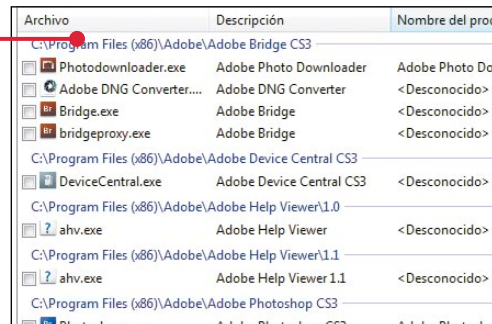 Archivo Descripción Nombre del prod
C:\Program Files (x86)\Adobe\Adobe Bridge CS3
Photodownloader.exe Adobe Photo Downloader Adobe Photo Do
Adobe DNG Converter.... Adobe DNG Converter <Desconocido>
Br Bridge.exe Adobe Bridge <Desconocido>
Br bridgeproxy.exe Adobe Bridge <Desconocido>
C:\Program Files (x86)\Adobe\Adobe Device Central CS3
DeviceCentral.exe Adobe Device Central CS3 <Desconocido>
C:\Program Files (x86)\Adobe\Adobe Help Viewer\1.0
? ahv.exe Adobe Help Viewer <Desconocido>
C:\Program Files (x86)\Adobe\Adobe Help Viewer\1.1
? ahv.exe Adobe Help Viewer 1.1 <Desconocido>
C:\Program Files (x86)\Adobe\Adobe Photoshop CS3